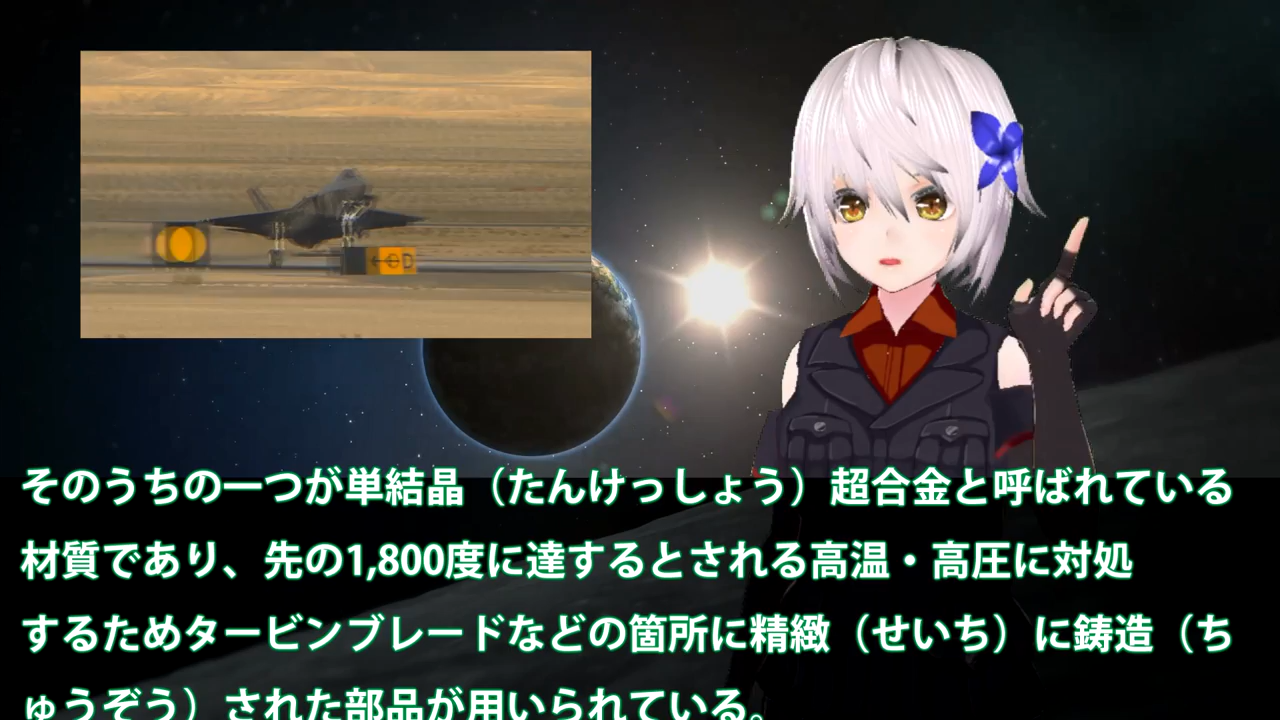 そのうちの一つが単結晶（たんけっしょう）超合金と呼ばれている
材質であり、先の1,800度に達するとされる高温・高圧に対処
するためタービンブレードなどの箇所に精緻（せいち）に鋳造（ち
ゅうぞう）された部品が用いられている。